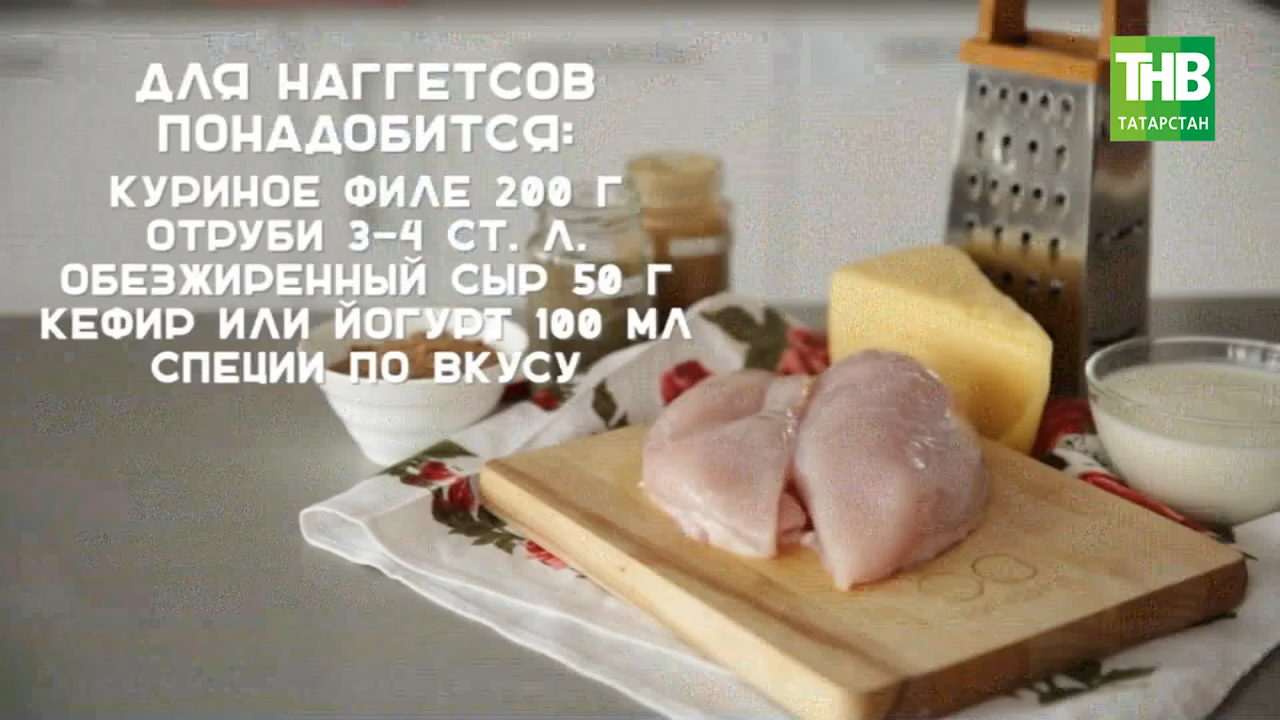 ДЛЯ НАГГЕТСОВ
ПОНАДОБИТСЯ:
КУРИНОЕ ФИЛЕ 200 Г
ОТРУБИ 3-4 СТ. Л.
ОБЕЗЖИРЕННЫЙ СЫР 50 Г
КЕФИР ИЛИ ЙОГУРТ 100 МЛ
СПЕЦИИ ПО ВКУСУ
ТНВ
ТАТАРСТАН